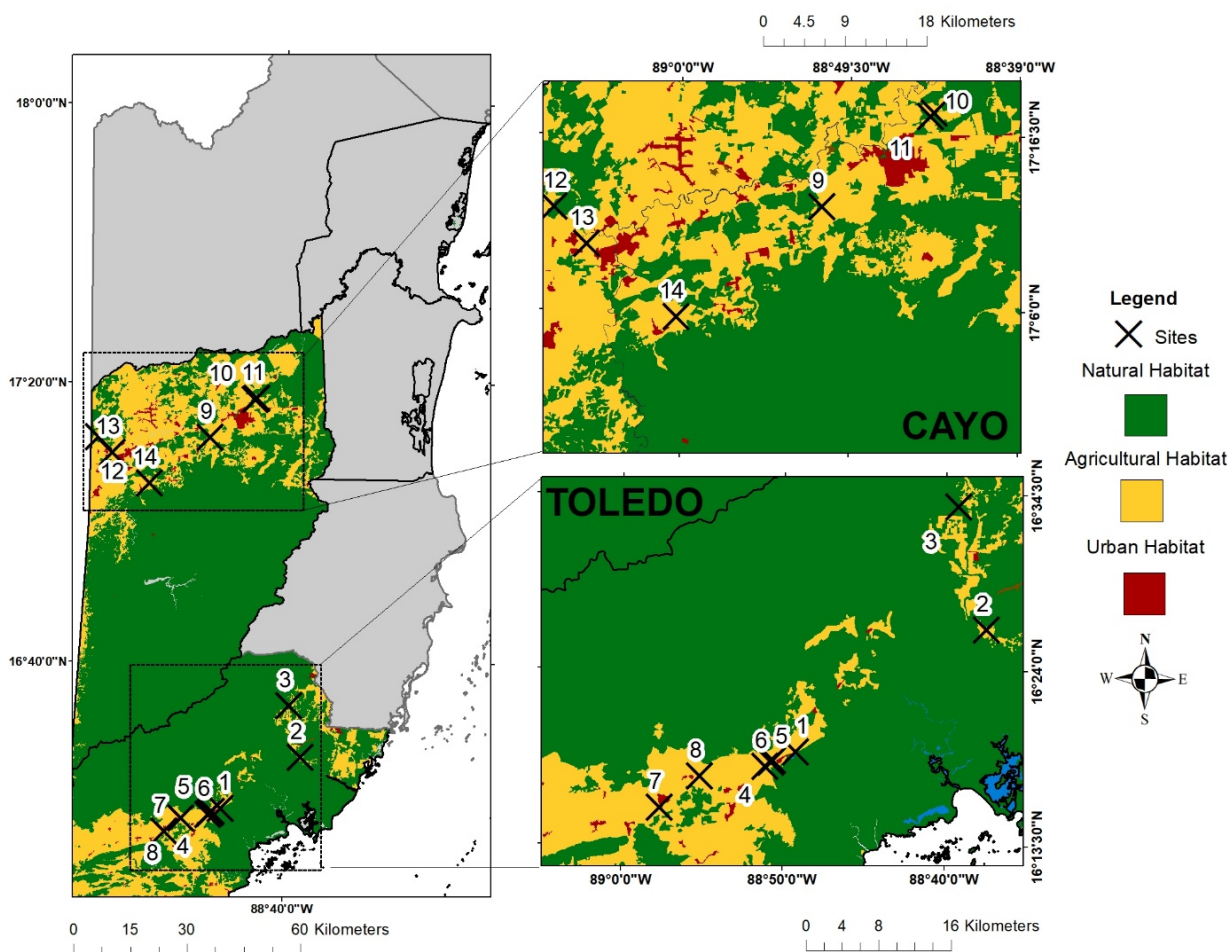 0 4.5 9 18 Kilometers
18°0'0"N
17°20'0"N
16°40'0"N
88°40'0"W
10
11
9
13
12
14
3
2
1
6
5
7
4
8
0 15 30 60 Kilometers
89°0'0"W
88°49'30"W
88°39'0"W
17°16'30"N
17°6'0"N
10
11
9
12
13
14
CAYO
TOLEDO
3
2
1
5
6
4
8
7
16°34'30"N
16°24'0"N
16°13'30"N
89°0'0"W
88°50'0"W
88°40'0"W
0 4 8 16 Kilometers
Legend
Sites
Natural Habitat
Agricultural Habitat
Urban Habitat
N
W E
S